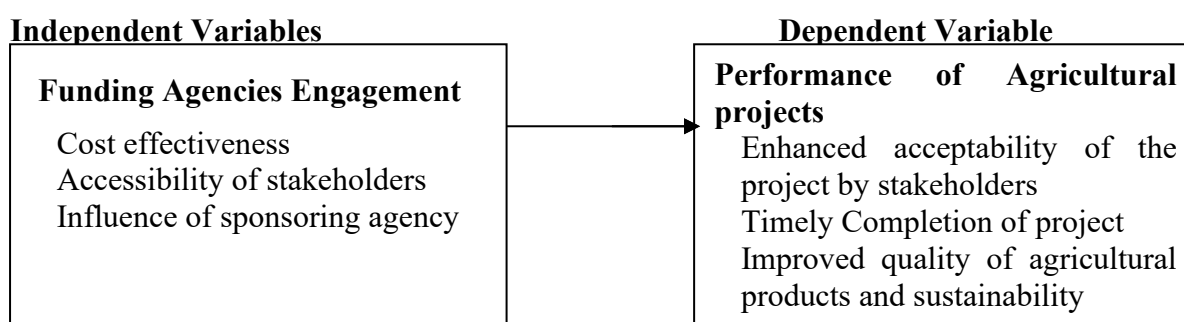 Independent Variables
Dependent Variable
Funding Agencies Engagement
Cost effectiveness
Accessibility of stakeholders
Influence of sponsoring agency
Performance of Agricultural
projects
Enhanced acceptability of the
project by stakeholders
Timely Completion of project
Improved quality of agricultural
products and sustainability